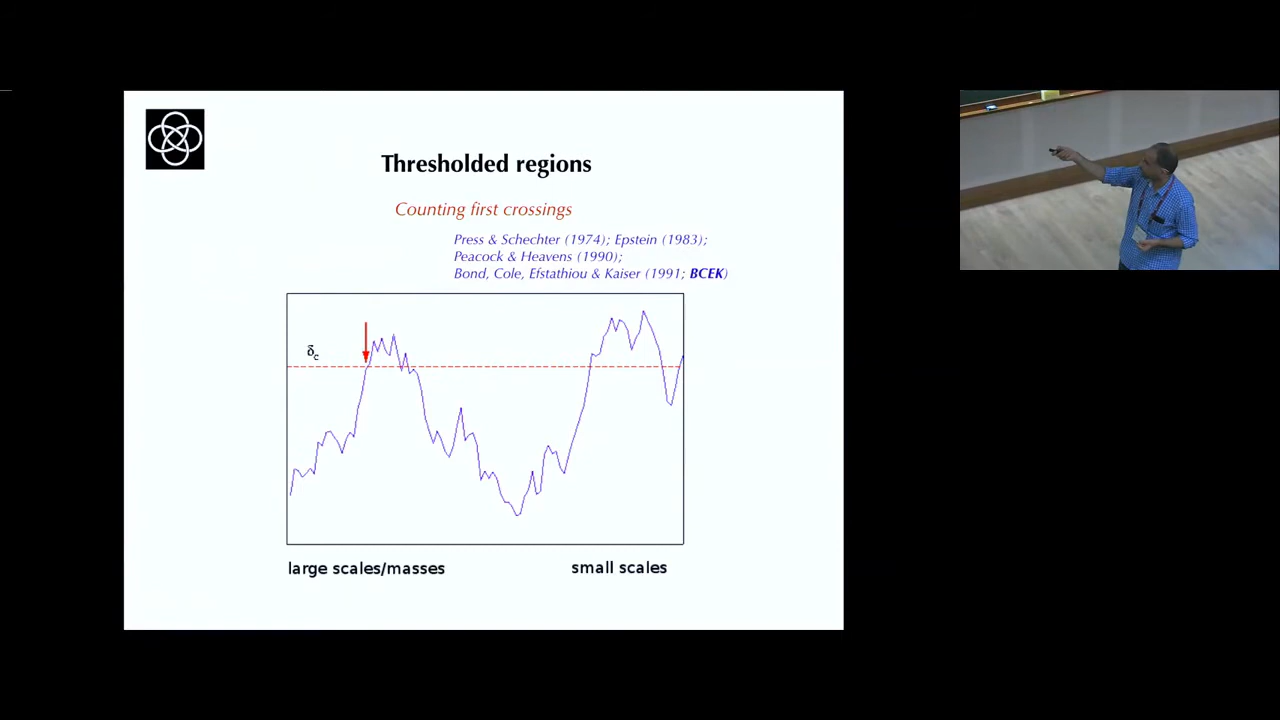 Thresholded regions
Counting first crossings
Press & Schechter (1974); Epstein (1983);
Peacock & Heavens (1990);
Bond, Cole, Efstathiou & Kaiser (1991; BCEK)
δc
large scales/masses
small scales